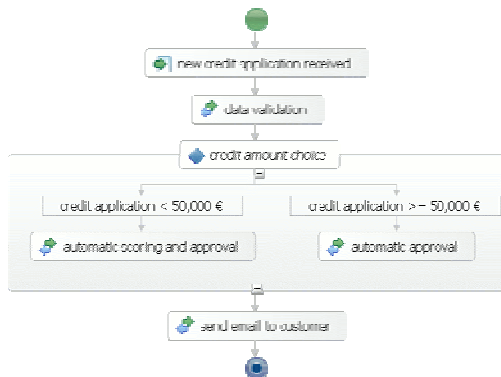 new credit application received
data validation
credit amount choice
credit application < 50,000 €
credit application >= 50,000 €
automatic scoring and approval
automatic approval
send email to customer